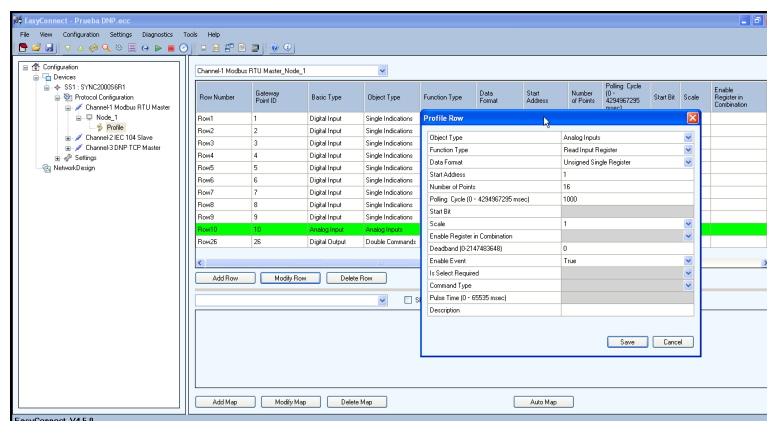 EasyConnect - Prueba DNP.ecc
File View Configuration Settings Diagnostics Tools Help
Configuration
Devices
SS1 : SYNC2000S6R1
Protocol Configuration
Channel-1 Modbus RTU Master
Node_1
Profile
Channel-2 IEC 104 Slave
Channel-3 DNP TCP Master
Settings
NetworkDesign
Channel-1 Modbus RTU Master_Node_1
Row Number Gateway Point ID Basic Type Object Type Function Type Data Format Start Address Number of Points Polling Cycle (0 - 4294967295 msec) Start Bit Scale Enable Register in Combination
Row1 1 Digital Input Single Indications
Row2 2 Digital Input Single Indications
Row3 3 Digital Input Single Indications
Row4 4 Digital Input Single Indications
Row5 5 Digital Input Single Indications
Row6 6 Digital Input Single Indications
Row7 7 Digital Input Single Indications
Row8 8 Digital Input Single Indications
Row9 9 Digital Input Single Indications
Row10 10 Analog Input Analog Inputs
Row26 26 Digital Output Double Commands
Add Row Modify Row Delete Row
Profile Row
Object Type Analog Inputs
Function Type Read Input Register
Data Format Unsigned Single Register
Start Address 1
Number of Points 16
Polling Cycle (0 - 4294967295 msec) 1000
Start Bit
Scale 1
Enable Register in Combination
Deadband (0-2147483648) 0
Enable Event True
Is Select Required
Command Type
Pulse Time (0 - 65535 msec)
Description
Save Cancel
Add Map Modify Map Delete Map Auto Map
EasyConnect V4.5.0